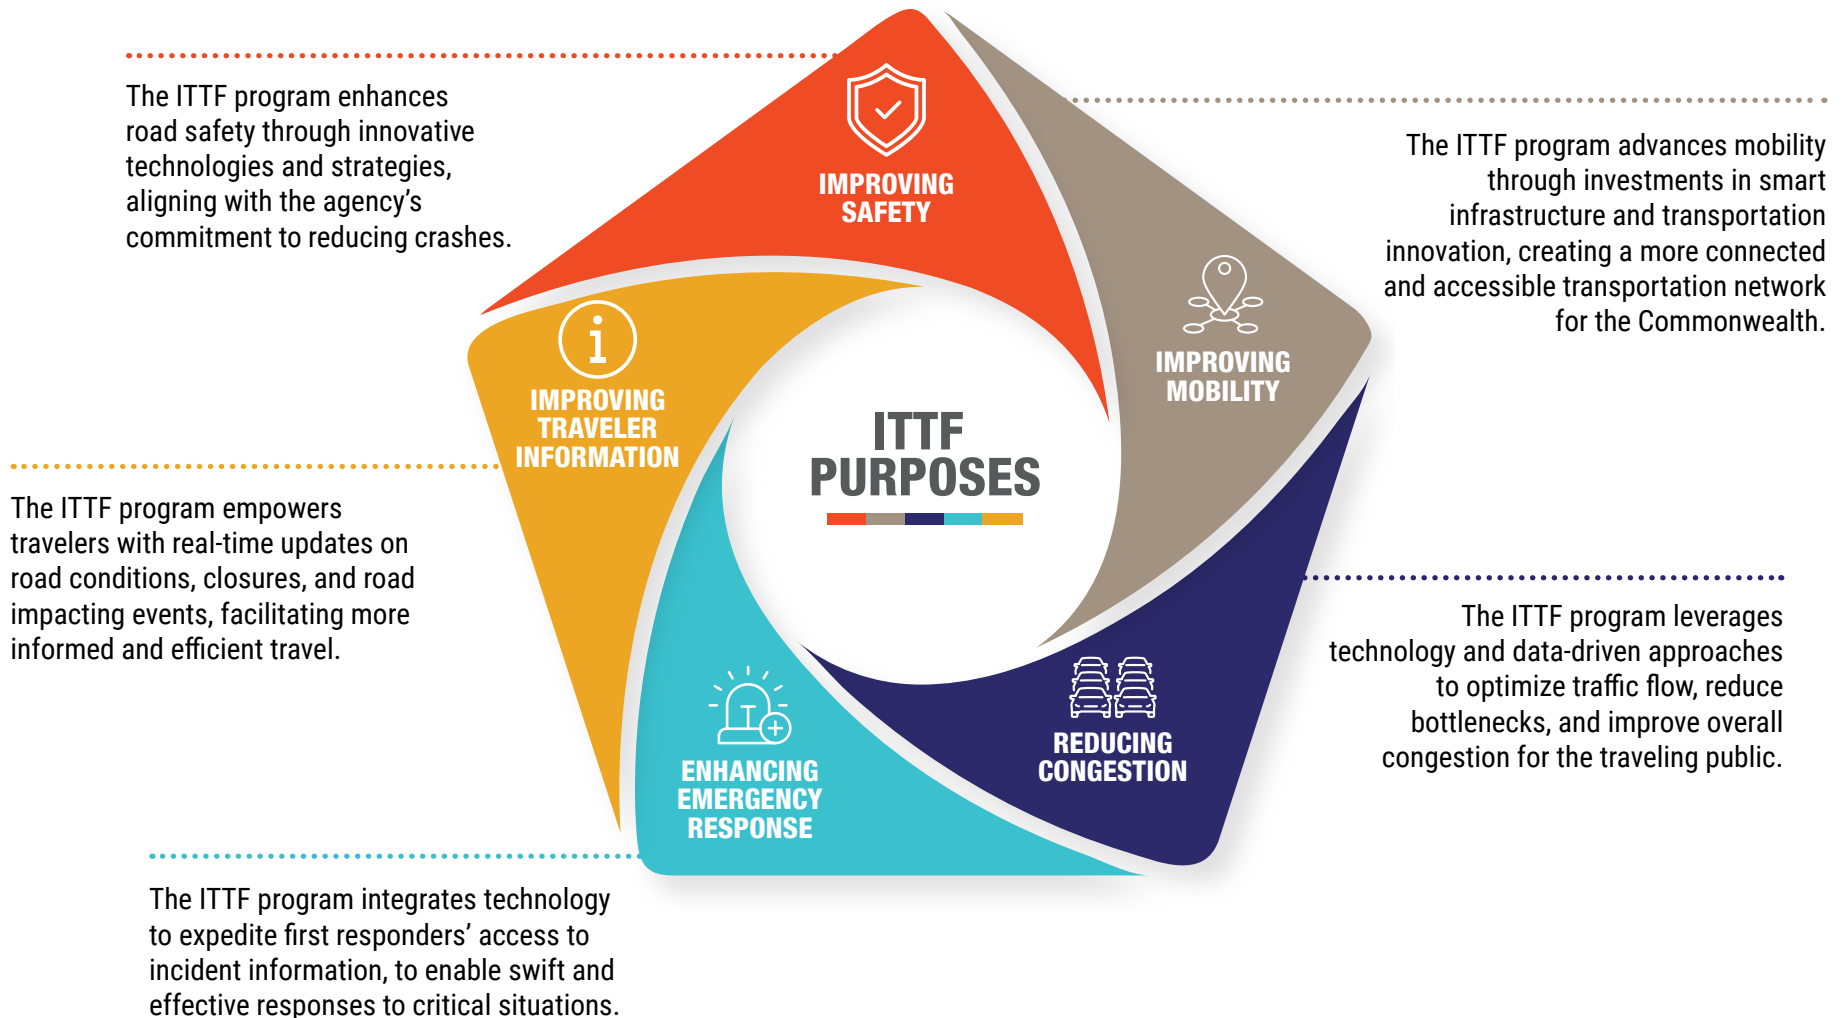 The ITTF program enhances
road safety through innovative
technologies and strategies,
aligning with the agency’s
commitment to reducing crashes.
IMPROVING
SAFETY
The ITTF program advances mobility
through investments in smart
infrastructure and transportation
innovation, creating a more connected
and accessible transportation network
for the Commonwealth.
IMPROVING
MOBILITY
IMPROVING
TRAVELER
INFORMATION
ITTF
PURPOSES
The ITTF program empowers
travelers with real-time updates on
road conditions, closures, and road
impacting events, facilitating more
informed and efficient travel.
The ITTF program leverages
technology and data-driven approaches
to optimize traffic flow, reduce
bottlenecks, and improve overall
congestion for the traveling public.
REDUCING
CONGESTION
ENHANCING
EMERGENCY
RESPONSE
The ITTF program integrates technology
to expedite first responders’ access to
incident information, to enable swift and
effective responses to critical situations.